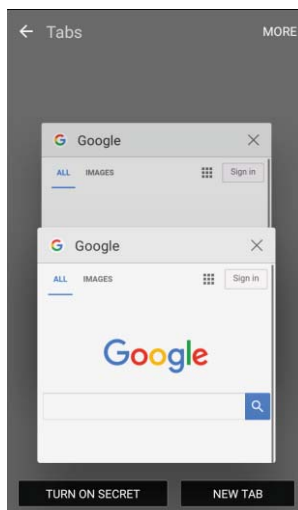 Tabs MORE
Google
ALL IMAGES Sign in
Google
ALL IMAGES Sign in
Google
TURN ON SECRET NEW TAB